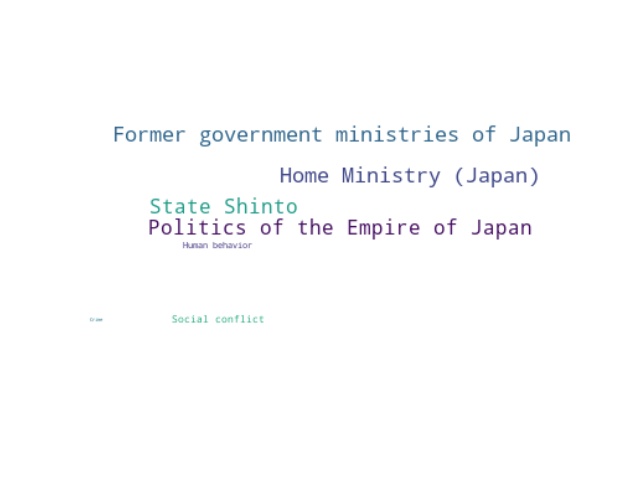 Former government ministries of Japan
Home Ministry (Japan)
State Shinto
Politics of the Empire of Japan
Human behavior
Social conflict